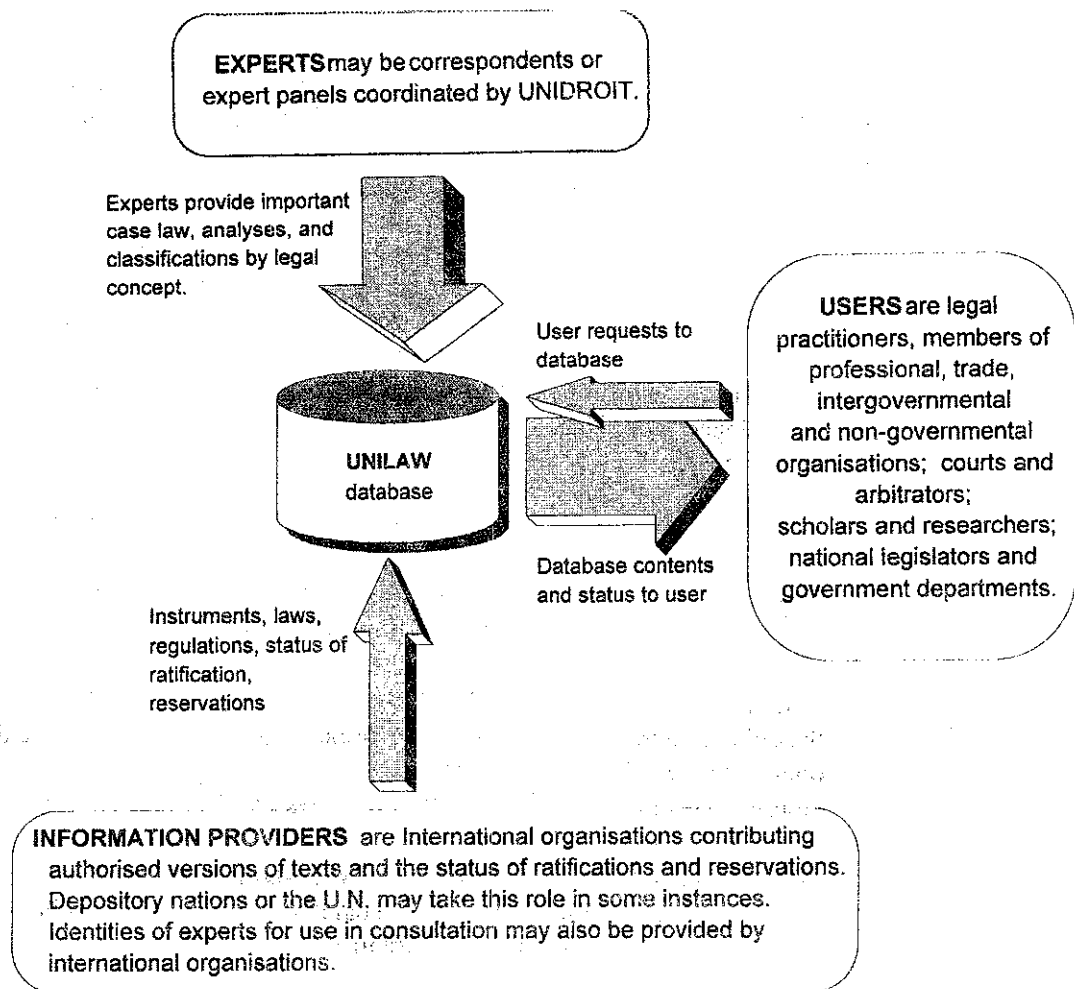 EXPERTS may be correspondents or
expert panels coordinated by UNIDROIT.
Experts provide important
case law, analyses, and
classifications by legal
concept.
User requests to
database
USERS are legal
practitioners, members of
professional, trade,
intergovernmental
and non-governmental
organisations; courts and
arbitrators;
scholars and researchers;
national legislators and
government departments.
UNILAW
database
Database contents
and status to user
Instruments, laws,
regulations, status of
ratification,
reservations
INFORMATION PROVIDERS are International organisations contributing
authorised versions of texts and the status of ratifications and reservations.
Depository nations or the U.N. may take this role in some instances.
Identities of experts for use in consultation may also be provided by
international organisations.